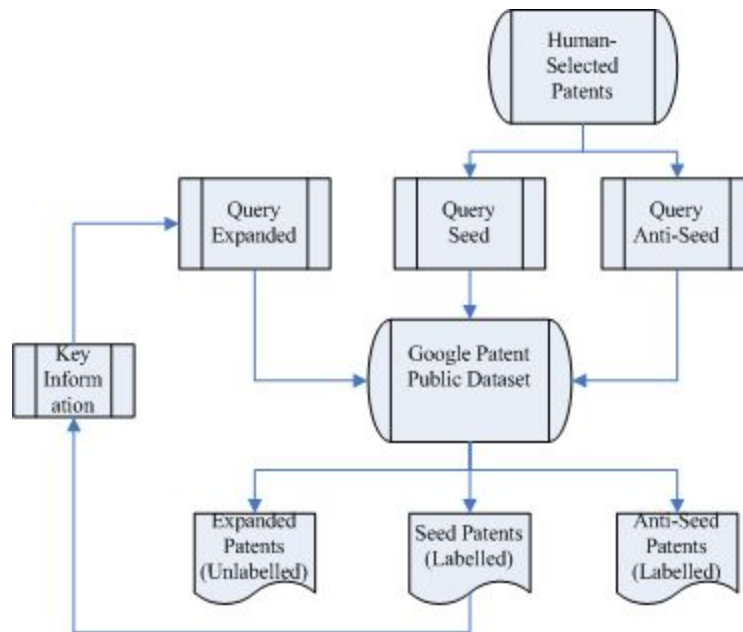 Human-
Selected
Patents
Query
Expanded
Query
Seed
Query
Anti-Seed
Key
Inform
ation
Google Patent
Public Dataset
Expanded
Patents
(Unlabelled)
Seed Patents
(Labelled)
Anti-Seed
Patents
(Labelled)